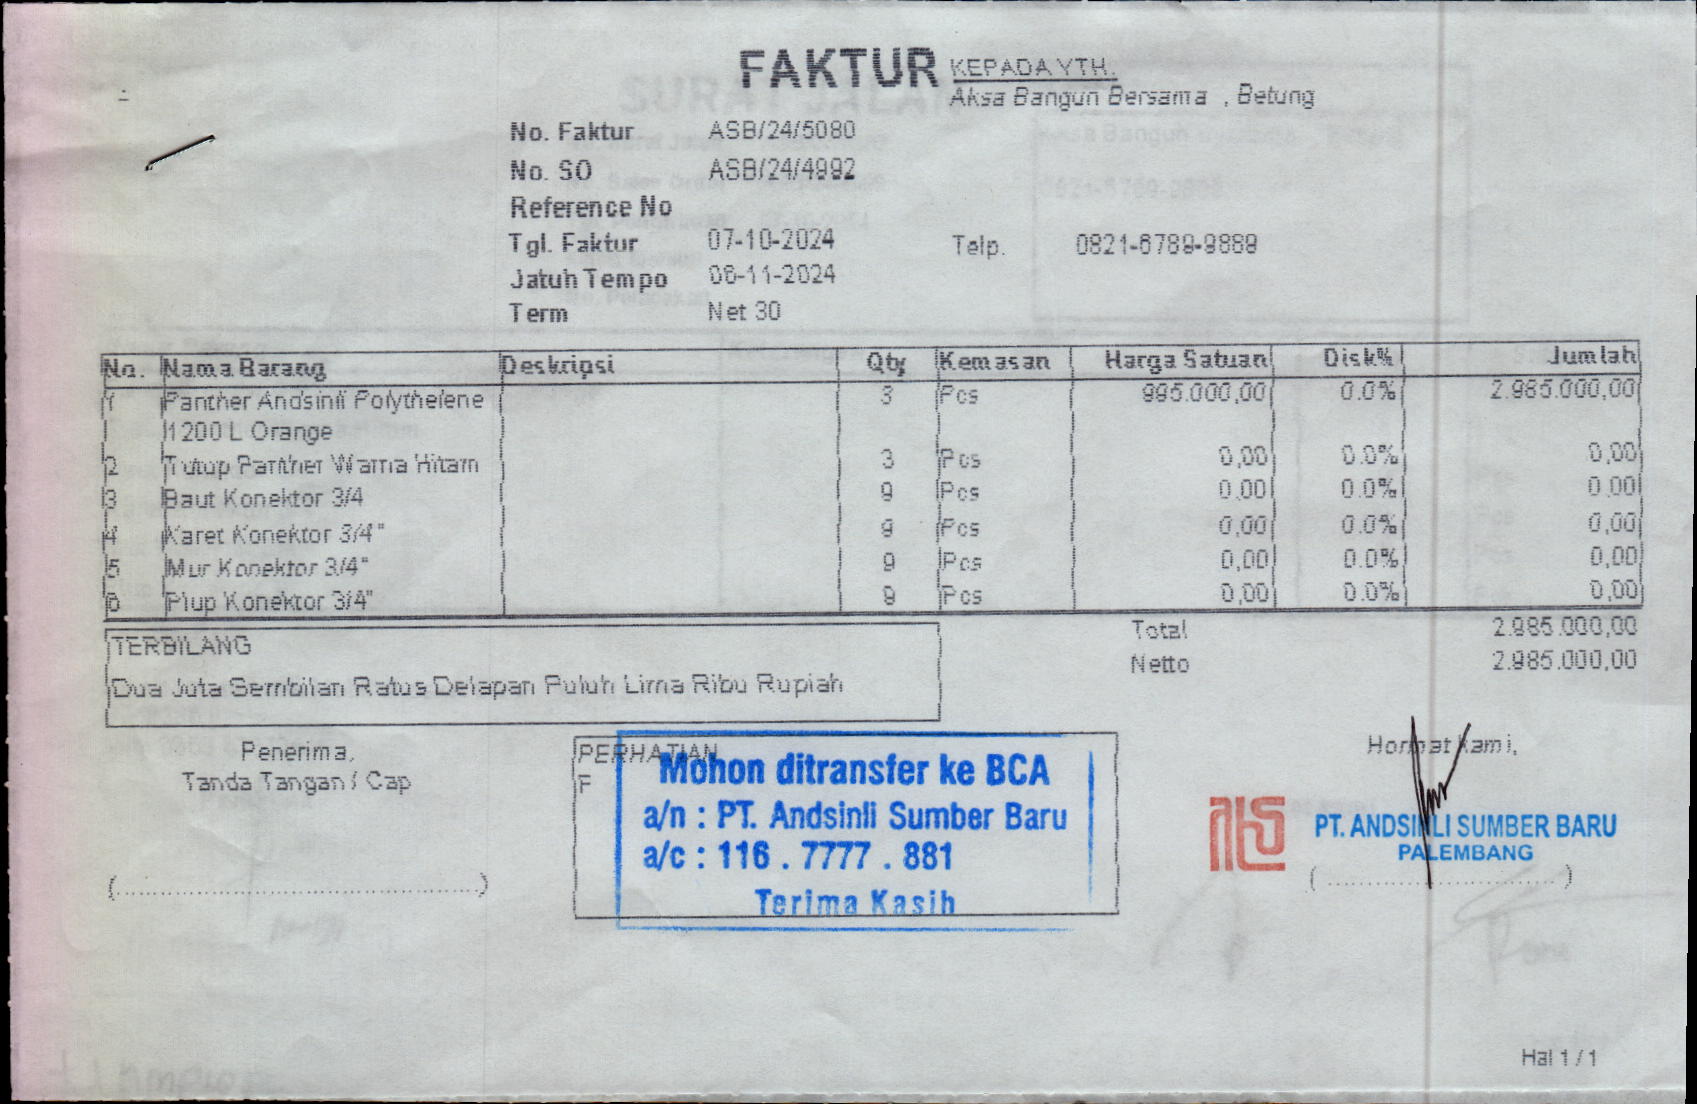 FAKTUR
KEPADA YTH.
Aksa Bangun Bersama , Betung
No. Faktur ASB/24/5080
No. SO ASB/24/4992
Reference No
Tgl. Faktur 07-10-2024 Telp. 0821-6789-9889
Jatuh Tempo 06-11-2024
Term Net 30
No. Nama Barang Deskripsi Qty Kemasan Harga Satuan Disk% Jumlah
1 Panther Andsinli Polythelene 3 Pcs 995.000,00 0.0% 2.985.000,00
1200 L Orange
2 Tutup Panther Warna Hitam 3 Pcs 0,00 0.0% 0,00
3 Baut Konektor 3/4 9 Pcs 0,00 0.0% 0,00
4 Karet Konektor 3/4" 9 Pcs 0,00 0.0% 0,00
5 Mur Konektor 3/4" 9 Pcs 0,00 0.0% 0,00
6 Plup Konektor 3/4" 9 Pcs 0,00 0.0% 0,00
Total 2.985.000,00
Netto 2.985.000,00
TERBILANG
Dua Juta Sembilan Ratus Delapan Puluh Lima Ribu Rupiah
Penerima,
Tanda Tangan / Cap
(..........................................................)
PERHATIAN
F
Mohon ditransfer ke BCA
a/n : PT. Andsinli Sumber Baru
a/c : 116 . 7777 . 881
Terima Kasih
Hormat Kami,
PT. ANDSINLI SUMBER BARU
PALEMBANG
(....................................)
Hal 1 / 1